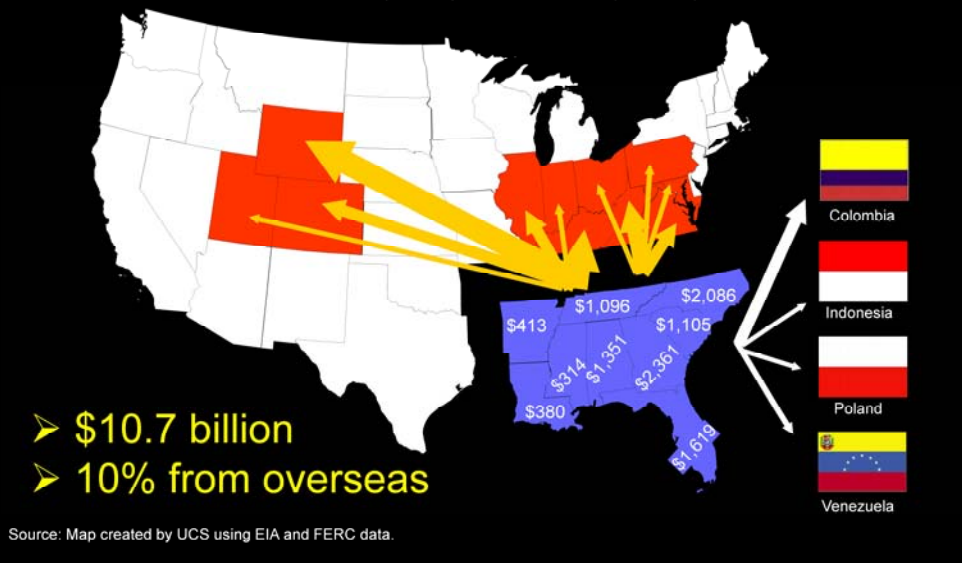 Colombia
Indonesia
$2,086
$1,096
$413
$1,105
$1,351
$314
$2,361
Poland
$380
➢ $10.7 billion
$1,619
➢ 10% from overseas
Venezuela
Source: Map created by UCS using EIA and FERC data.